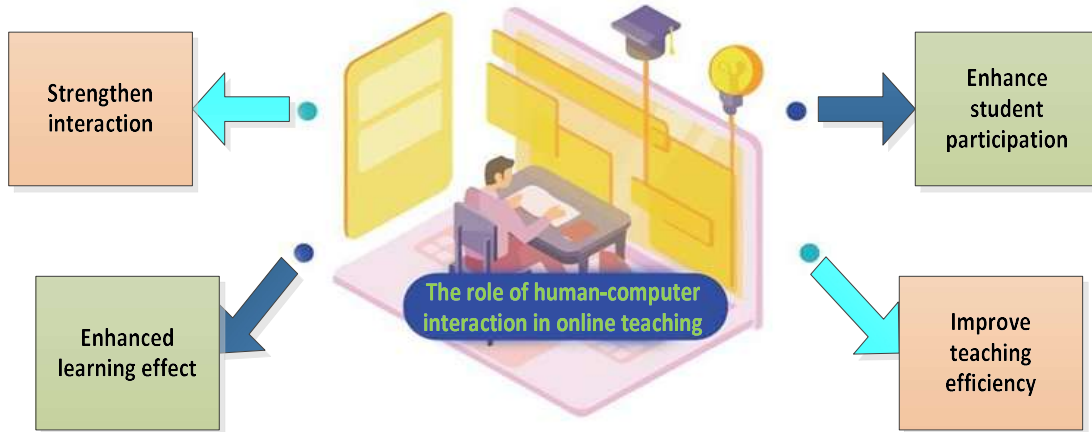 Strengthen
interaction
Enhance
student
participation
The role of human-computer
interaction in online teaching
Enhanced
learning effect
Improve
teaching
efficiency